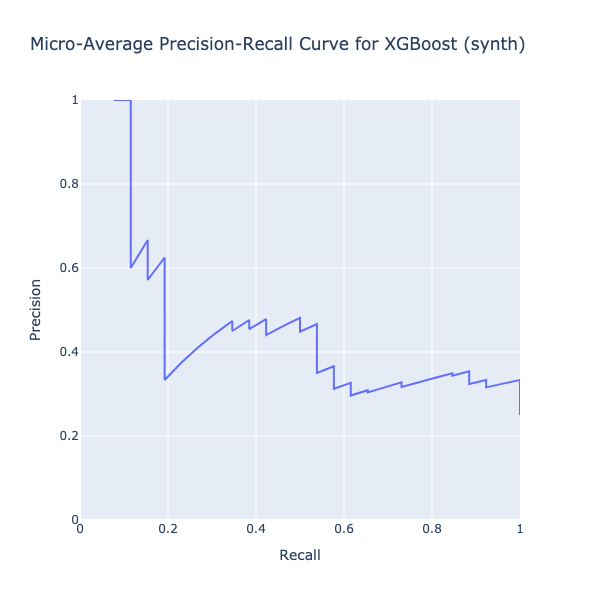 Micro-Average Precision-Recall Curve for XGBoost (synth)
1
0.8
0.6
0.4
0.2
0
Precision
0 0.2 0.4 0.6 0.8 1
Recall